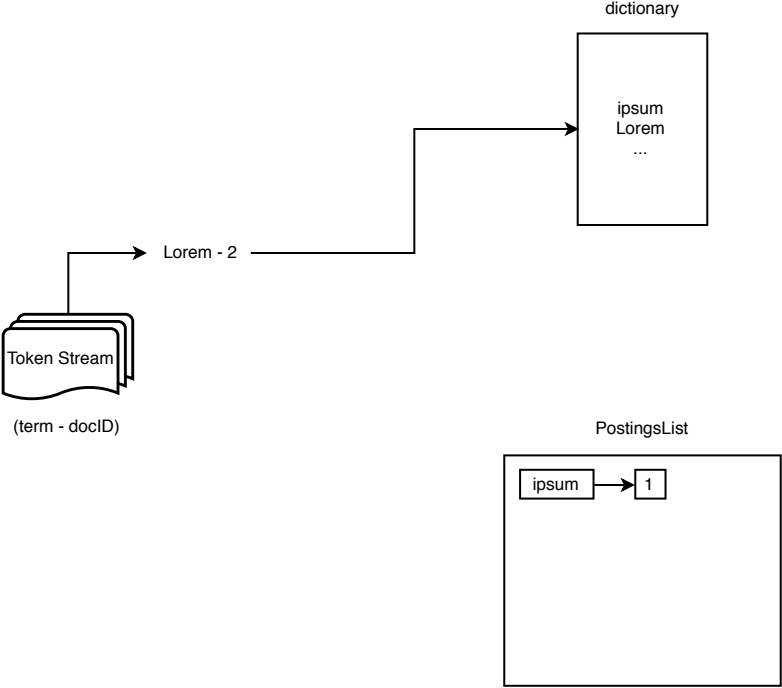 dictionary
ipsum
Lorem
...
Lorem - 2
Token Stream
(term - docID)
PostingsList
ipsum
1